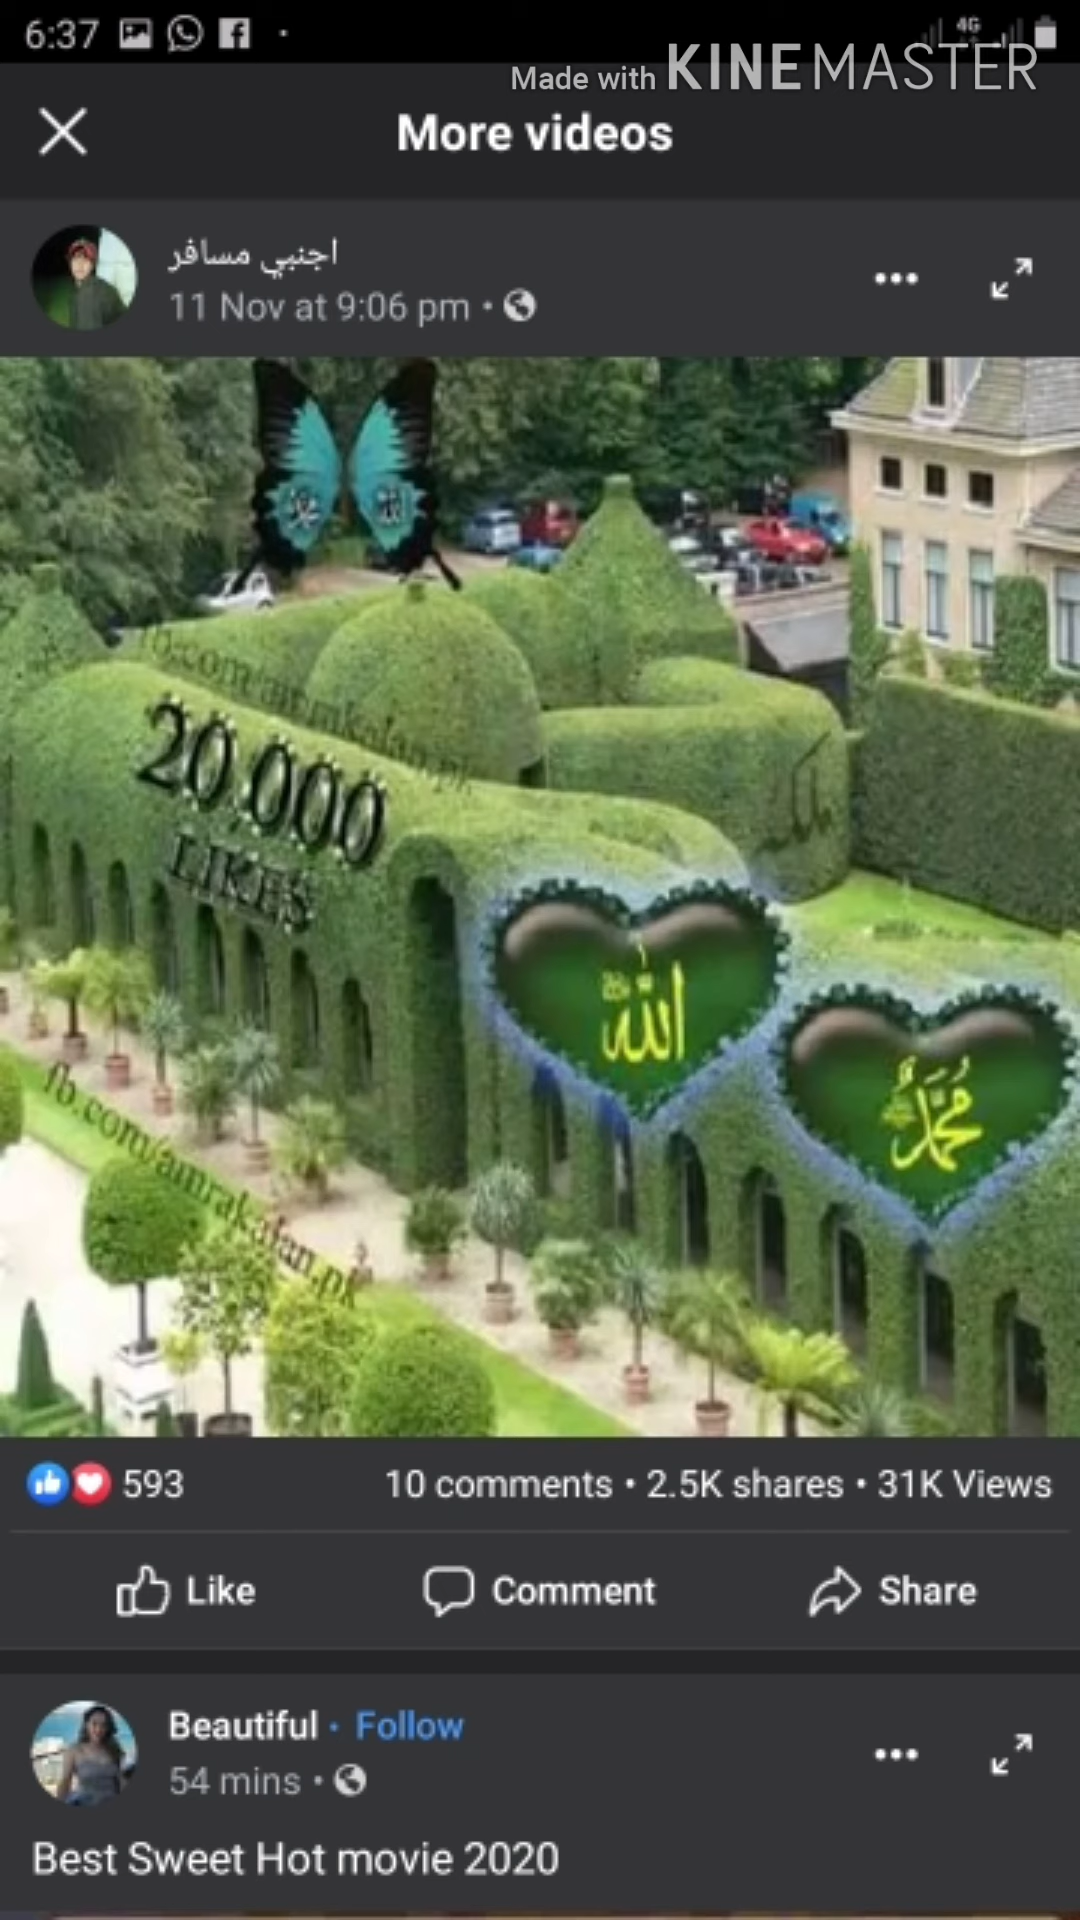 6:37
4G
Made with KINEMASTER
More videos
اجنبي مسافر
11 Nov at 9:06 pm
20.000
LIKES
الله
مُحَمَّدٌ
fb.com/amrakafan.pk
593
10 comments • 2.5K shares • 31K Views
Like
Comment
Share
Beautiful • Follow
54 mins
Best Sweet Hot movie 2020